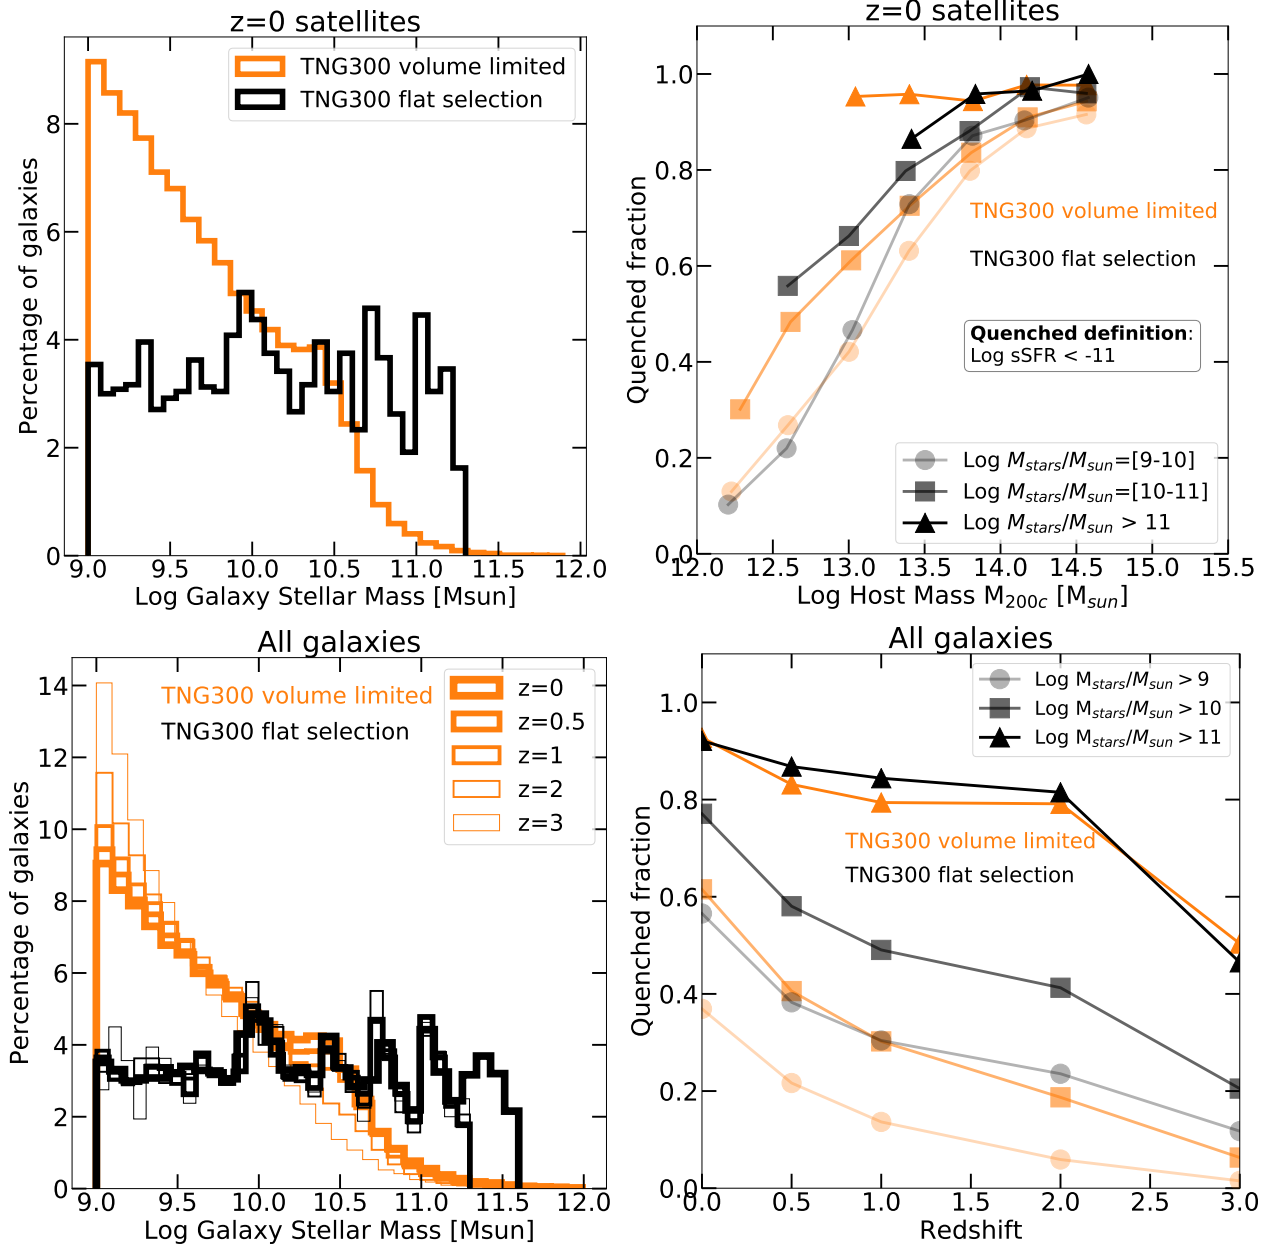 z=0 satellites
TNG300 volume limited
TNG300 flat selection
Percentage of galaxies
8
6
4
2
0
9.0 9.5 10.0 10.5 11.0 11.5 12.0
Log Galaxy Stellar Mass [Msun]
z=0 satellites
Quenched fraction
1.0
0.8
0.6
0.4
0.2
0.0
TNG300 volume limited
TNG300 flat selection
Quenched definition:
Log sSFR < -11
Log M_stars/M_sun=[9-10]
Log M_stars/M_sun=[10-11]
Log M_stars/M_sun > 11
12.0 12.5 13.0 13.5 14.0 14.5 15.0 15.5
Log Host Mass M_200c [M_sun]
All galaxies
TNG300 volume limited
TNG300 flat selection
z=0
z=0.5
z=1
z=2
z=3
Percentage of galaxies
14
12
10
8
6
4
2
0
9.0 9.5 10.0 10.5 11.0 11.5 12.0
Log Galaxy Stellar Mass [Msun]
All galaxies
Log M_stars/M_sun > 9
Log M_stars/M_sun > 10
Log M_stars/M_sun > 11
Quenched fraction
1.0
0.8
0.6
0.4
0.2
0.0
TNG300 volume limited
TNG300 flat selection
0.0 0.5 1.0 1.5 2.0 2.5 3.0
Redshift